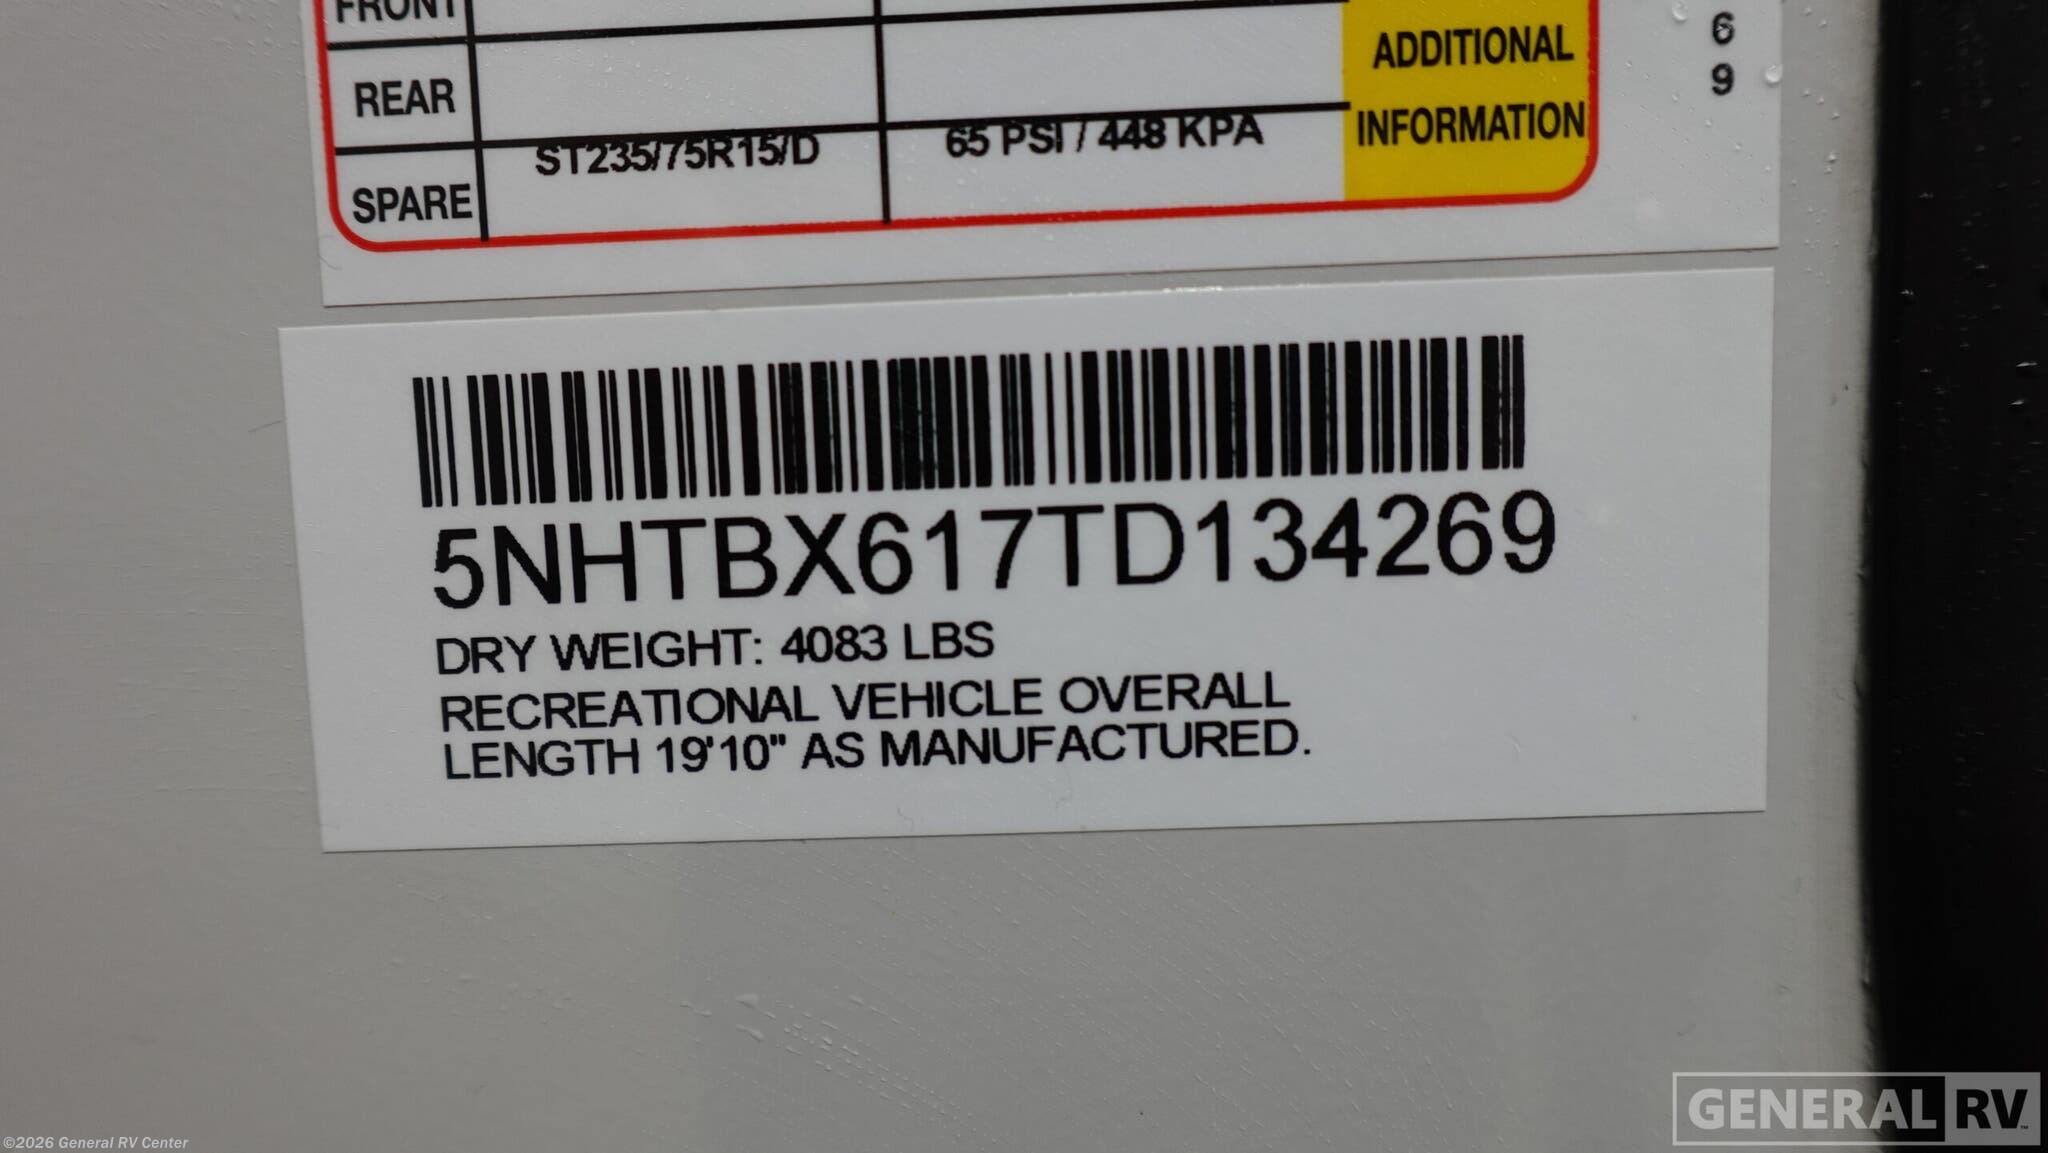 FRONT
REAR
ST235/75R15/D 65 PSI / 448 KPA
SPARE
ADDITIONAL
INFORMATION
6
9
5NHTBX617TD134269
DRY WEIGHT: 4083 LBS
RECREATIONAL VEHICLE OVERALL
LENGTH 19'10" AS MANUFACTURED.
GENERAL RV
©2026 General RV Center